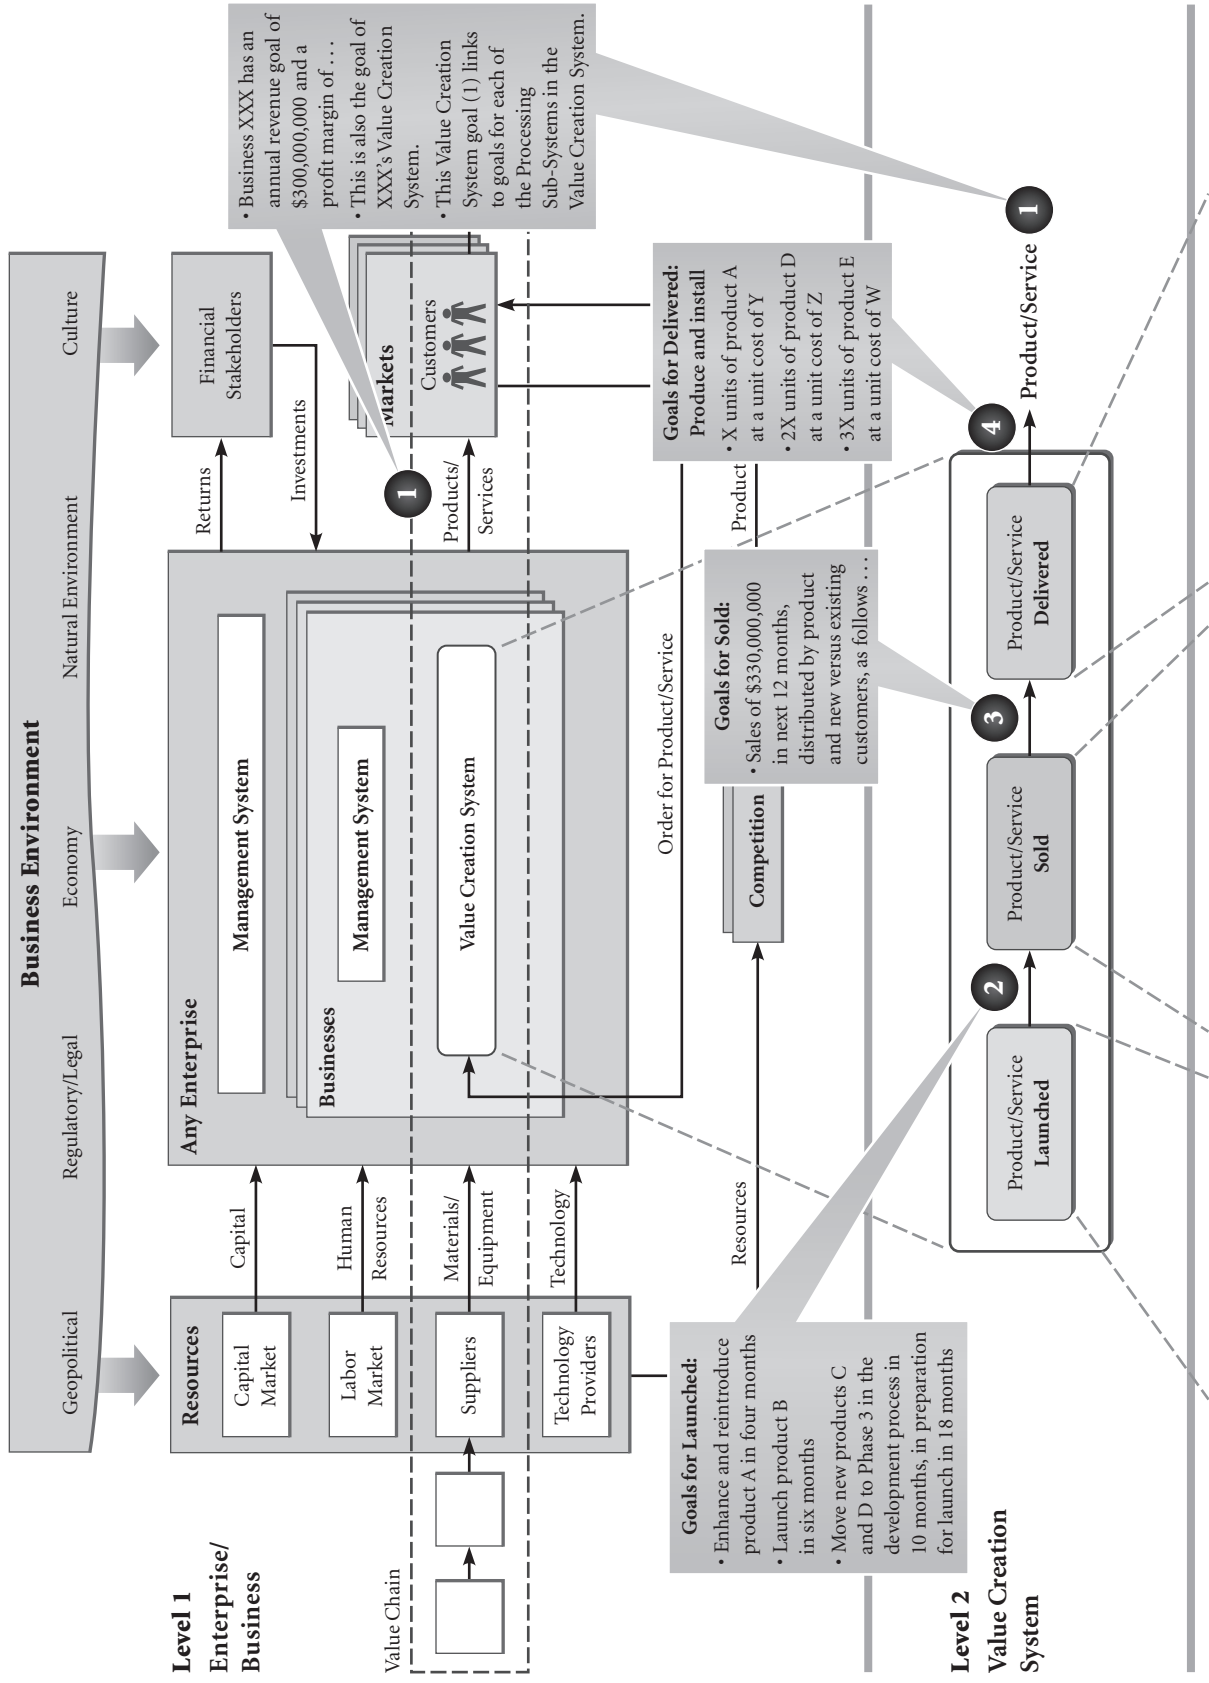 Business Environment
Geopolitical
Regulatory/Legal
Economy
Natural Environment
Culture
Level 1
Enterprise/
Business
Resources
Capital
Market
Labor
Market
Suppliers
Technology
Providers
Value Chain
Capital
Human
Resources
Materials/
Equipment
Technology
Any Enterprise
Management System
Businesses
Management System
Value Creation System
Returns
Investments
Products/
Services
Financial
Stakeholders
Markets
Customers
1
• Business XXX has an
annual revenue goal of
$300,000,000 and a
profit margin of . . .
• This is also the goal of
XXX's Value Creation
System.
• This Value Creation
System goal (1) links
to goals for each of
the Processing
Sub-Systems in the
Value Creation System.
Order for Product/Service
Resources
Competition
Product
Goals for Launched:
• Enhance and reintroduce
product A in four months
• Launch product B
in six months
• Move new products C
and D to Phase 3 in the
development process in
10 months, in preparation
for launch in 18 months
Goals for Sold:
• Sales of $330,000,000
in next 12 months,
distributed by product
and new versus existing
customers, as follows . . .
Goals for Delivered:
Produce and install
• X units of product A
at a unit cost of Y
• 2X units of product D
at a unit cost of Z
• 3X units of product E
at a unit cost of W
Level 2
Value Creation
System
Product/Service
Launched
2
Product/Service
Sold
3
Product/Service
Delivered
4
Product/Service
1